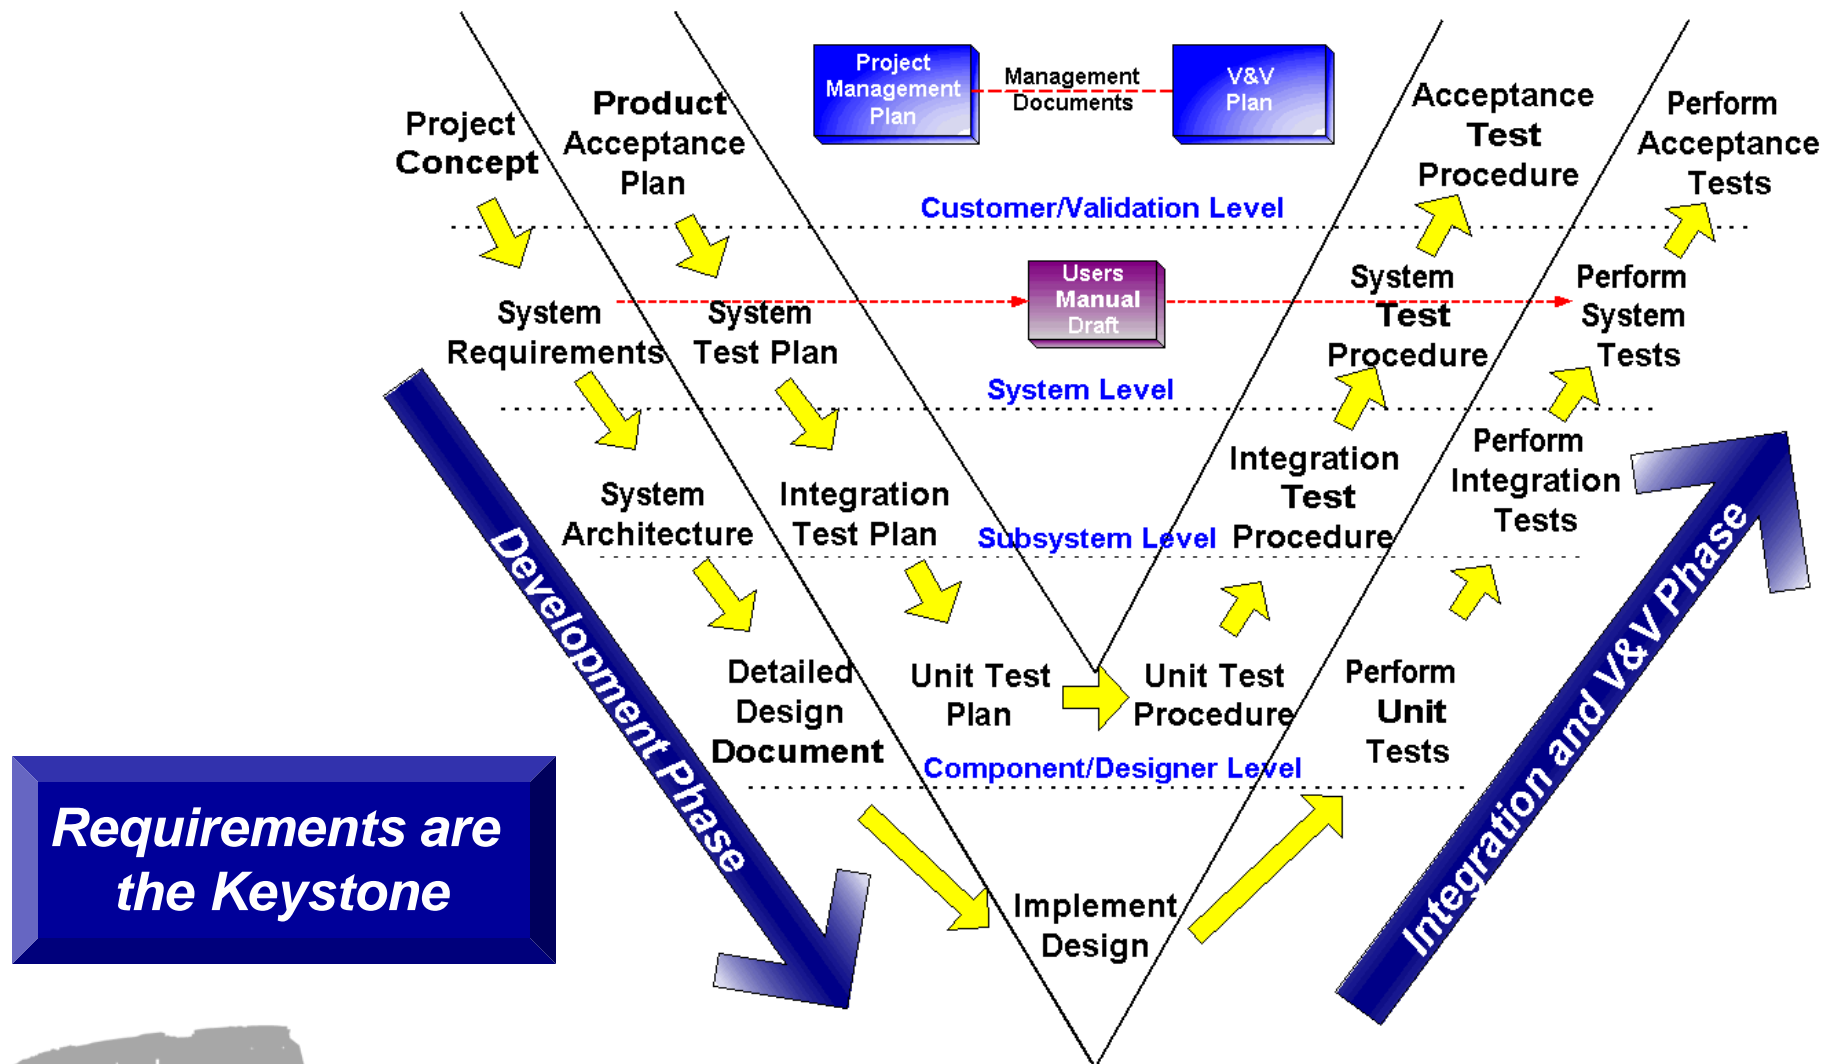 Project
Concept
Product
Acceptance
Plan
Project
Management
Plan
Management
Documents
V&V
Plan
Acceptance
Test
Procedure
Perform
Acceptance
Tests
Customer/Validation Level
System
Requirements
System
Test Plan
Users
Manual
Draft
System
Test
Procedure
Perform
System
Tests
System Level
System
Architecture
Integration
Test Plan
Integration
Test
Procedure
Perform
Integration
Tests
Subsystem Level
Detailed
Design
Document
Unit Test
Plan
Unit Test
Procedure
Perform
Unit
Tests
Component/Designer Level
Implement
Design
Development Phase
Integration and V&V Phase
Requirements are
the Keystone